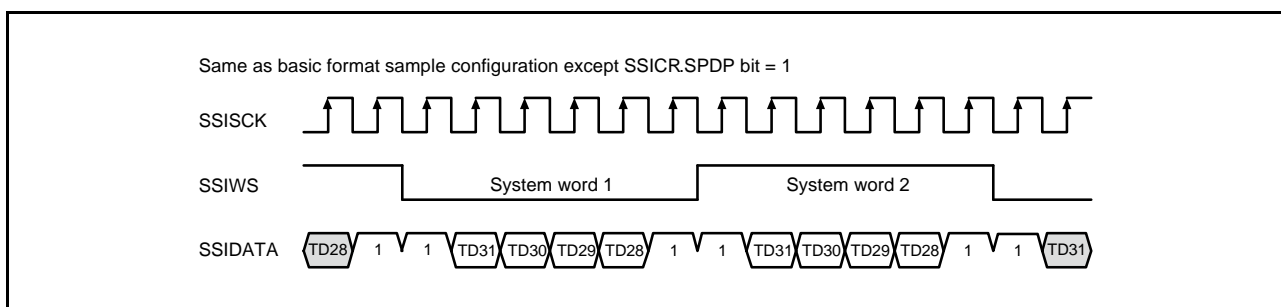 Same as basic format sample configuration except SSICR.SPDP bit = 1
SSISCK
SSIWS System word 1 System word 2
SSIDATA TD28 1 1 TD31 TD30 TD29 TD28 1 1 TD31 TD30 TD29 TD28 1 1 TD31